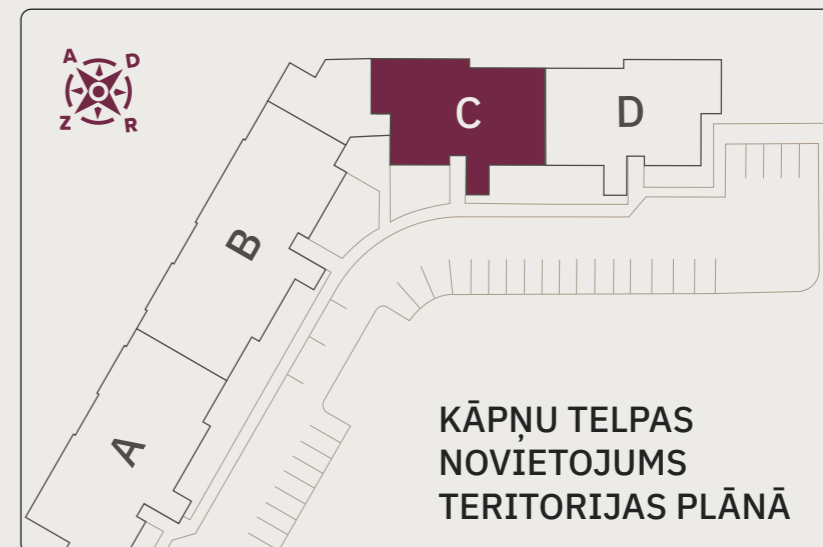 A D
Z R
C
D
B
A
KĀPŅU TELPAS
NOVIETOJUMS
TERITORIJAS PLĀNĀ